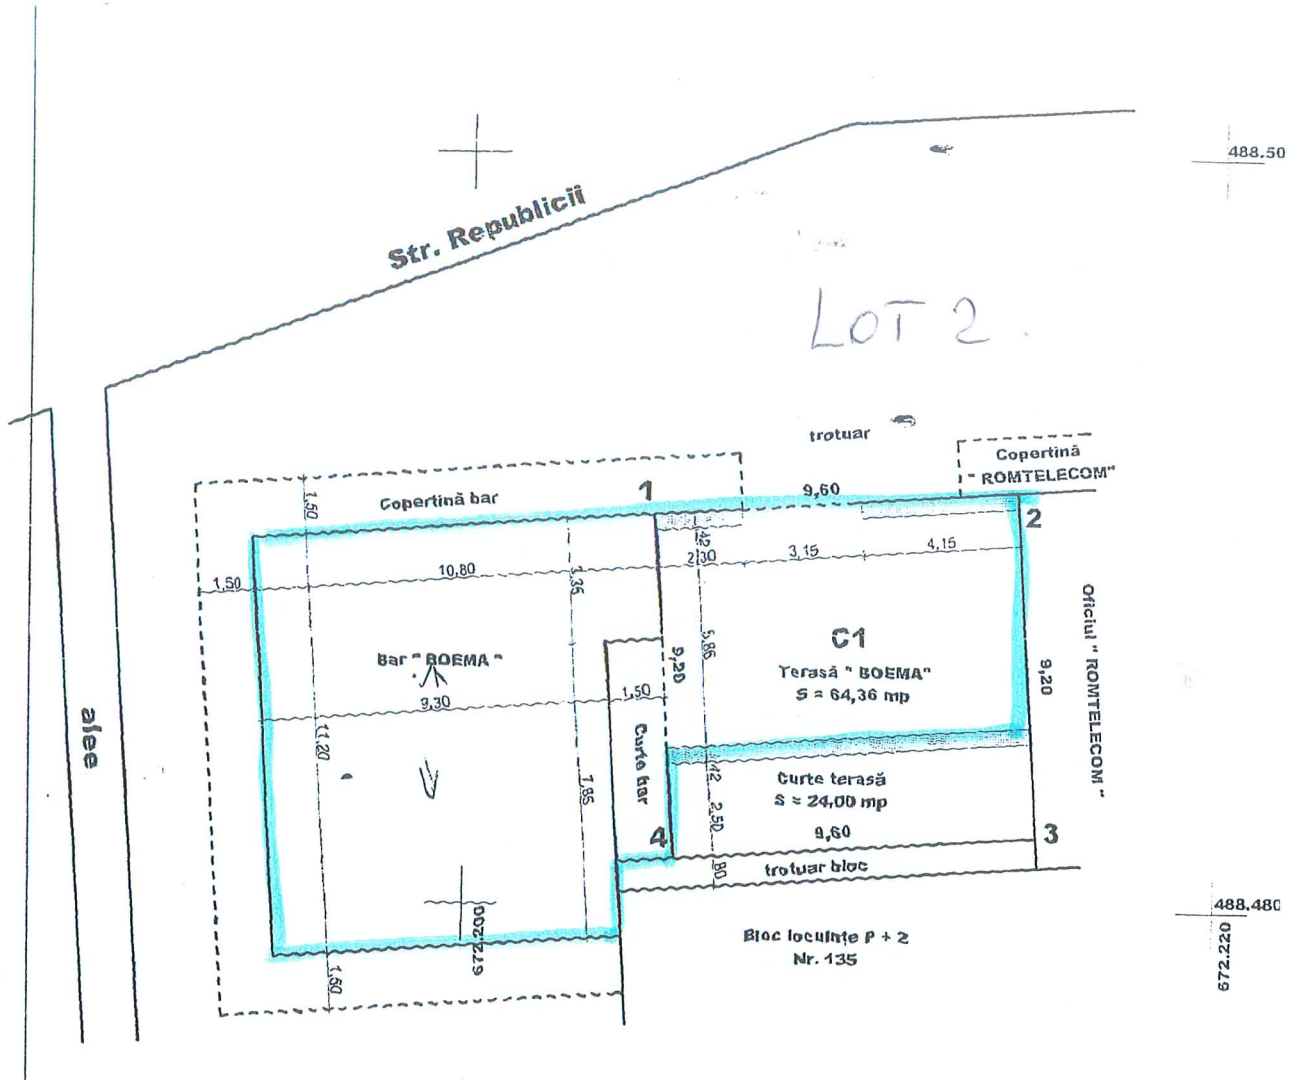 488.50
Str. Republicii
LOT 2
trotuar
Copertină
" ROMTELECOM"
Copertină bar
1
9,60
2
1,50
42
2,30
3,15
4,15
1,50
10,80
3,35
C1
Terasă " BOEMA"
S = 64,36 mp
Bar " BOEMA "
9,30
1,50
5,86
9,20
9,20
Oficiul " ROMTELECOM "
alee
11,20
7,85
Curte bar
Curte terasă
S = 24,00 mp
42
2,50
9,60
4
3
80
trotuar bloc
488.480
672.220
672.200
Bloc locuințe P + 2
Nr. 135
1,50